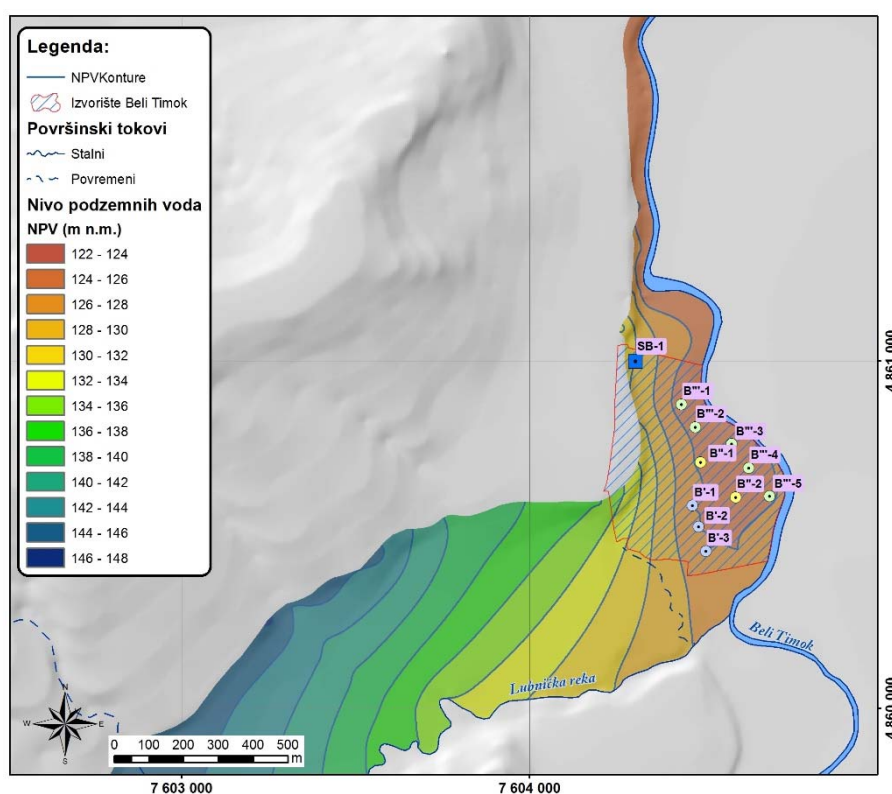 Legenda:
NPVKonture
Izvorište Beli Timok
Površinski tokovi
Stalni
Povremeni
Nivo podzemnih voda
NPV (m n.m.)
122 - 124
124 - 126
126 - 128
128 - 130
130 - 132
132 - 134
134 - 136
136 - 138
138 - 140
140 - 142
142 - 144
144 - 146
146 - 148
SB-1
B'''-1
B'''-2
B'''-3
B''-1
B'''-4
B''-2
B'''-5
B'-1
B'-2
B'-3
Beli Timok
Lubnička reka
N
W
E
S
0 100 200 300 400 500
m
7 603 000
7 604 000
4 861 000
4 860 000